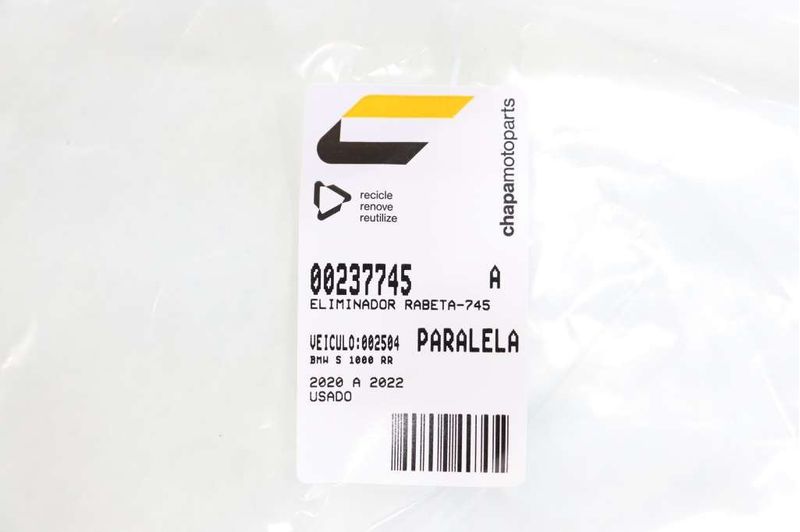 chapamotoparts
recicle
renove
reutilize
00237745 A
ELIMINADOR RABETA-745
VEICULO:002504 PARALELA
BMW S 1000 RR
2020 A 2022
USADO